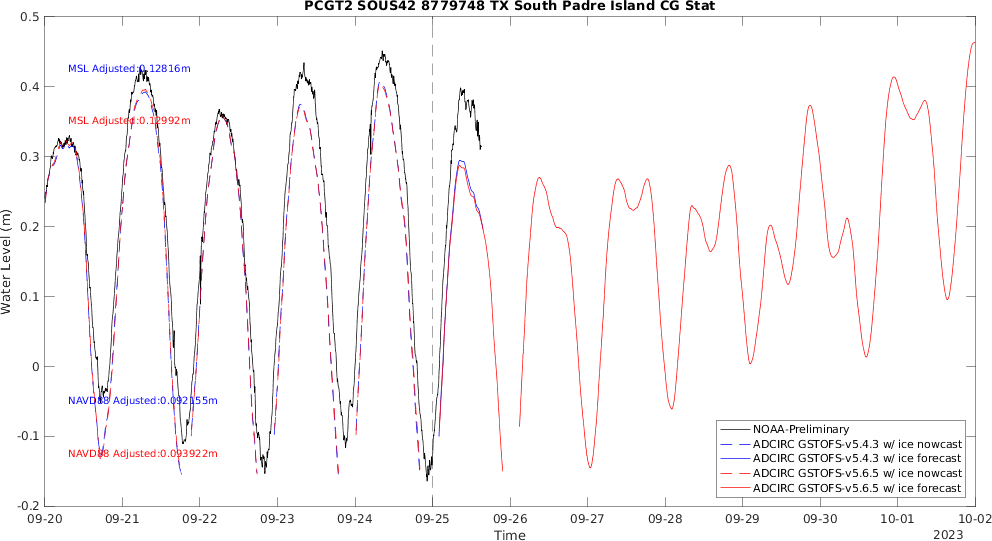 PCGT2 SOUS42 8779748 TX South Padre Island CG Stat
0.5
0.4
0.3
0.2
0.1
0
-0.1
-0.2
Water Level (m)
MSL Adjusted:0.12816m
MSL Adjusted:0.12992m
NAVD88 Adjusted:0.092155m
NAVD88 Adjusted:0.093922m
NOAA-Preliminary
ADCIRC GSTOFS-v5.4.3 w/ ice nowcast
ADCIRC GSTOFS-v5.4.3 w/ ice forecast
ADCIRC GSTOFS-v5.6.5 w/ ice nowcast
ADCIRC GSTOFS-v5.6.5 w/ ice forecast
09-20 09-21 09-22 09-23 09-24 09-25 09-26 09-27 09-28 09-29 09-30 10-01 10-02
Time
2023